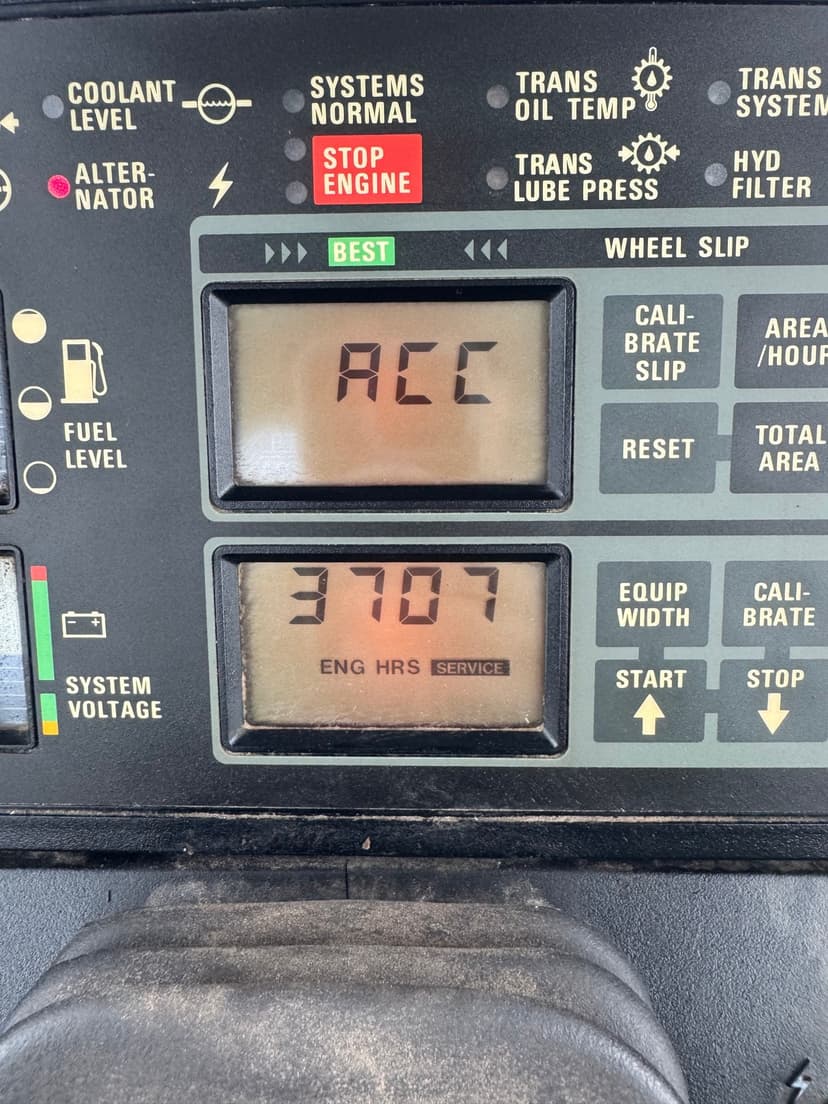 COOLANT
LEVEL
ALTER-
NATOR
SYSTEMS
NORMAL
STOP
ENGINE
TRANS
OIL TEMP
TRANS
LUBE PRESS
TRANS
SYSTEM
HYD
FILTER
BEST
WHEEL SLIP
ACC
CALI-
BRATE
SLIP
AREA
/HOUR
RESET
TOTAL
AREA
FUEL
LEVEL
3707
ENG HRS SERVICE
EQUIP
WIDTH
CALI-
BRATE
START
STOP
SYSTEM
VOLTAGE